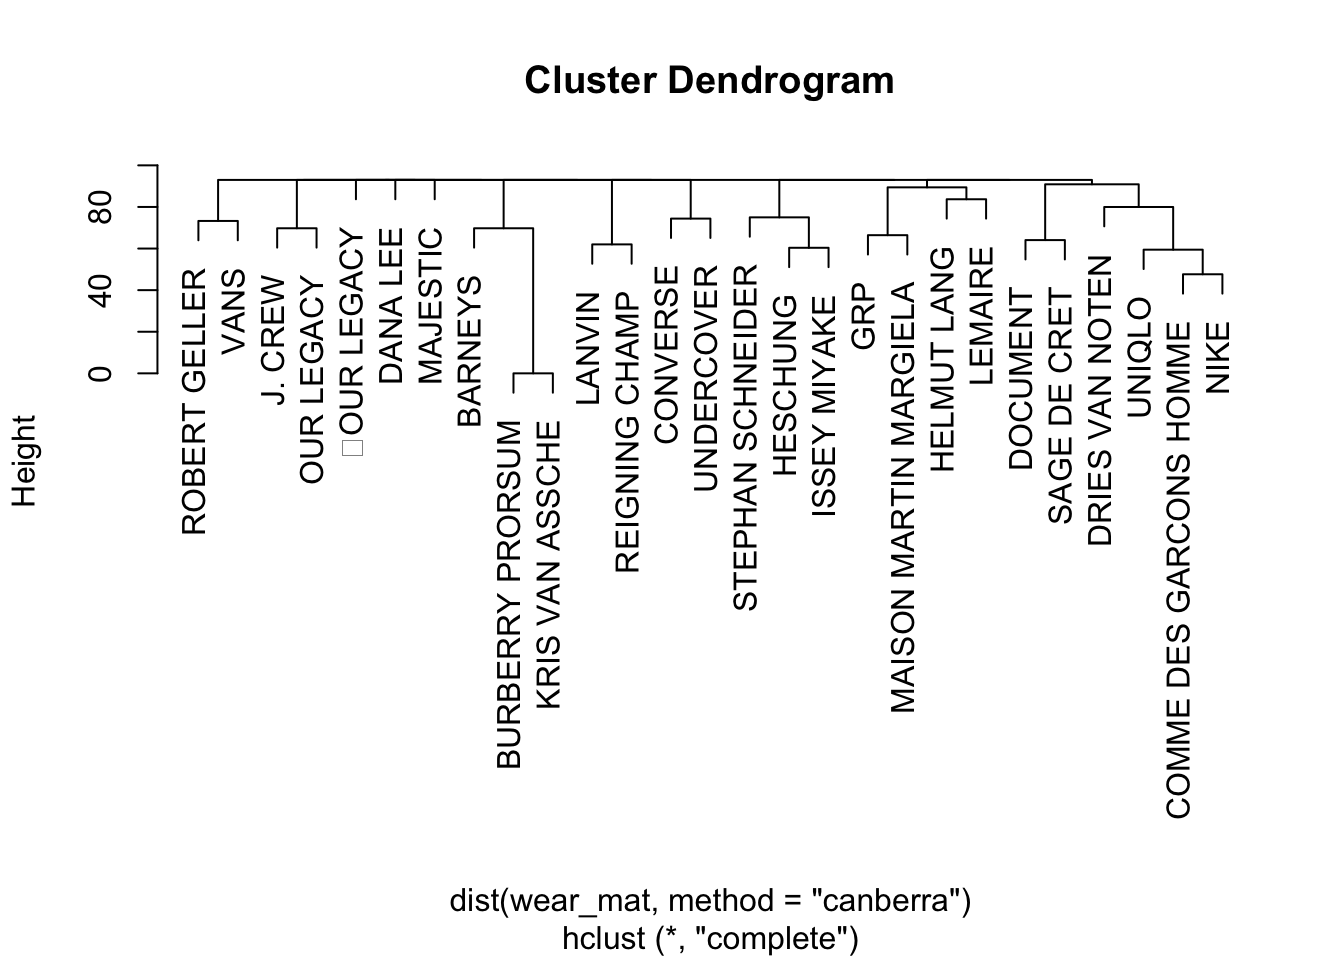 Cluster Dendrogram
Height
0
40
80
ROBERT GELLER
VANS
J. CREW
OUR LEGACY
□OUR LEGACY
DANA LEE
MAJESTIC
BARNEYS
BURBERRY PRORSUM
KRIS VAN ASSCHE
LANVIN
REIGNING CHAMP
CONVERSE
UNDERCOVER
STEPHAN SCHNEIDER
HESCHUNG
ISSEY MIYAKE
GRP
MAISON MARTIN MARGIELA
HELMUT LANG
LEMAIRE
DOCUMENT
SAGE DE CRET
DRIES VAN NOTEN
UNIQLO
COMME DES GARCONS HOMME
NIKE
dist(wear_mat, method = "canberra")
hclust (*, "complete")